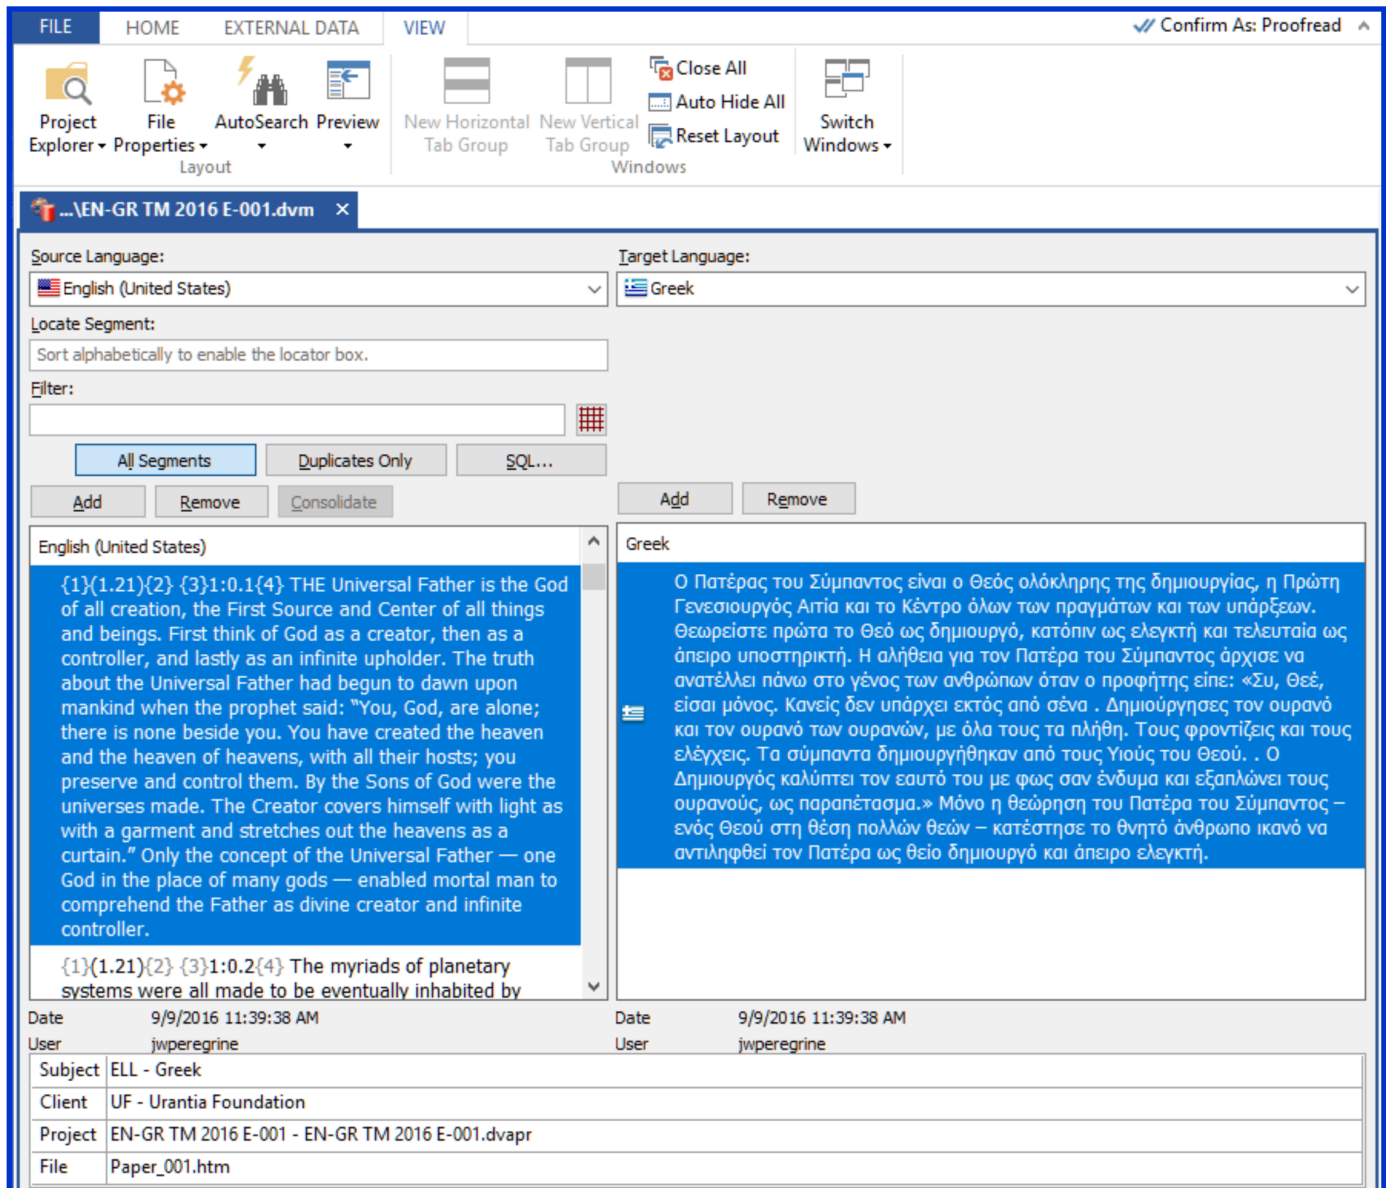 FILE HOME EXTERNAL DATA VIEW Confirm As: Proofread
Project Explorer
File Properties
AutoSearch
Preview
Layout
New Horizontal Tab Group
New Vertical Tab Group
Close All
Auto Hide All
Reset Layout
Windows
Switch Windows
...\EN-GR TM 2016 E-001.dvm ×
Source Language:
English (United States)
Target Language:
Greek
Locate Segment:
Sort alphabetically to enable the locator box.
Filter:
All Segments Duplicates Only SQL...
Add Remove Consolidate
Add Remove
English (United States)
{1}(1.21){2} {3}1:0.1{4} THE Universal Father is the God
of all creation, the First Source and Center of all things
and beings. First think of God as a creator, then as a
controller, and lastly as an infinite upholder. The truth
about the Universal Father had begun to dawn upon
mankind when the prophet said: “You, God, are alone;
there is none beside you. You have created the heaven
and the heaven of heavens, with all their hosts; you
preserve and control them. By the Sons of God were the
universes made. The Creator covers himself with light as
with a garment and stretches out the heavens as a
curtain.” Only the concept of the Universal Father — one
God in the place of many gods — enabled mortal man to
comprehend the Father as divine creator and infinite
controller.
{1}(1.21){2} {3}1:0.2{4} The myriads of planetary
systems were all made to be eventually inhabited by
Greek
Ο Πατέρας του Σύμπαντος είναι ο Θεός ολόκληρης της δημιουργίας, η Πρώτη
Γενεσιουργός Αιτία και το Κέντρο όλων των πραγμάτων και των υπάρξεων.
Θεωρείστε πρώτα το Θεό ως δημιουργό, κατόπιν ως ελεγκτή και τελευταία ως
άπειρο υποστηρικτή. Η αλήθεια για τον Πατέρα του Σύμπαντος άρχισε να
ανατέλλει πάνω στο γένος των ανθρώπων όταν ο προφήτης είπε: «Συ, Θεέ,
είσαι μόνος. Κανείς δεν υπάρχει εκτός από σένα . Δημιούργησες τον ουρανό
και τον ουρανό των ουρανών, με όλα τους τα πλήθη. Τους φροντίζεις και τους
ελέγχεις. Τα σύμπαντα δημιουργήθηκαν από τους Υιούς του Θεού. . Ο
Δημιουργός καλύπτει τον εαυτό του με φως σαν ένδυμα και εξαπλώνει τους
ουρανούς, ως παραπέτασμα.» Μόνο η θεώρηση του Πατέρα του Σύμπαντος –
ενός Θεού στη θέση πολλών θεών – κατέστησε το θνητό άνθρωπο ικανό να
αντιληφθεί τον Πατέρα ως θείο δημιουργό και άπειρο ελεγκτή.
Date 9/9/2016 11:39:38 AM
User jwperegrine
Date 9/9/2016 11:39:38 AM
User jwperegrine
Subject ELL - Greek
Client UF - Urantia Foundation
Project EN-GR TM 2016 E-001 - EN-GR TM 2016 E-001.dvapr
File Paper_001.htm